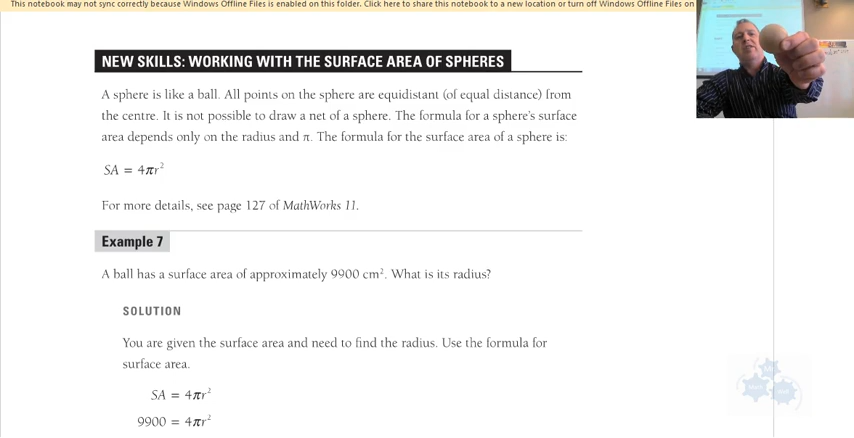 This notebook may not sync correctly because Windows Offline Files is enabled on this folder. Click here to share this notebook to a new location or turn off Windows Offline Files on
NEW SKILLS: WORKING WITH THE SURFACE AREA OF SPHERES
A sphere is like a ball. All points on the sphere are equidistant (of equal distance) from
the centre. It is not possible to draw a net of a sphere. The formula for a sphere's surface
area depends only on the radius and π. The formula for the surface area of a sphere is:
SA = 4πr²
For more details, see page 127 of MathWorks 11.
Example 7
A ball has a surface area of approximately 9900 cm². What is its radius?
SOLUTION
You are given the surface area and need to find the radius. Use the formula for
surface area.
SA = 4πr²
9900 = 4πr²